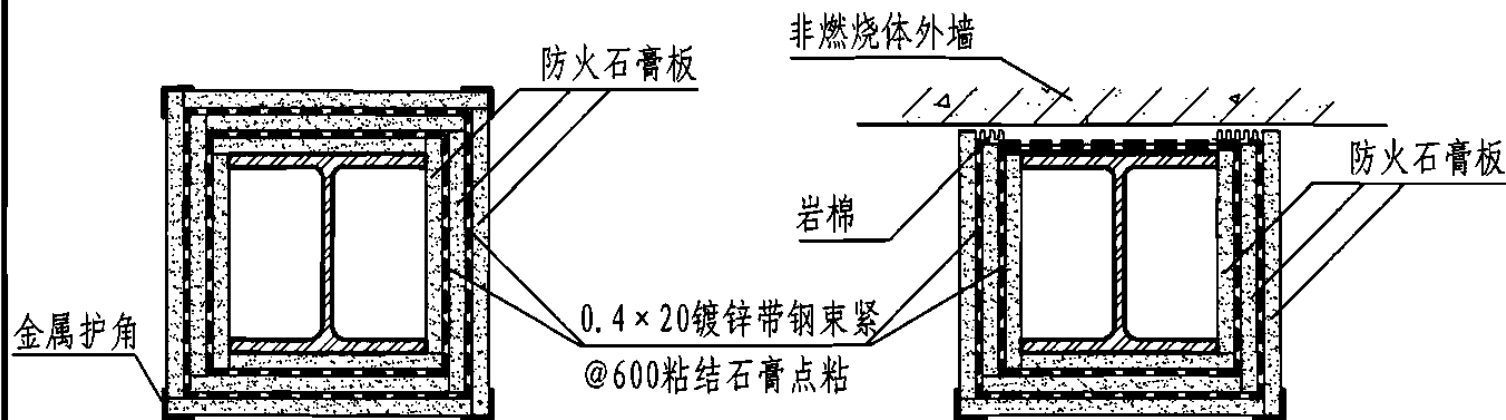 非燃烧体外墙
防火石膏板
防火石膏板
岩棉
0.4×20镀锌带钢束紧
@600粘结石膏点粘
金属护角